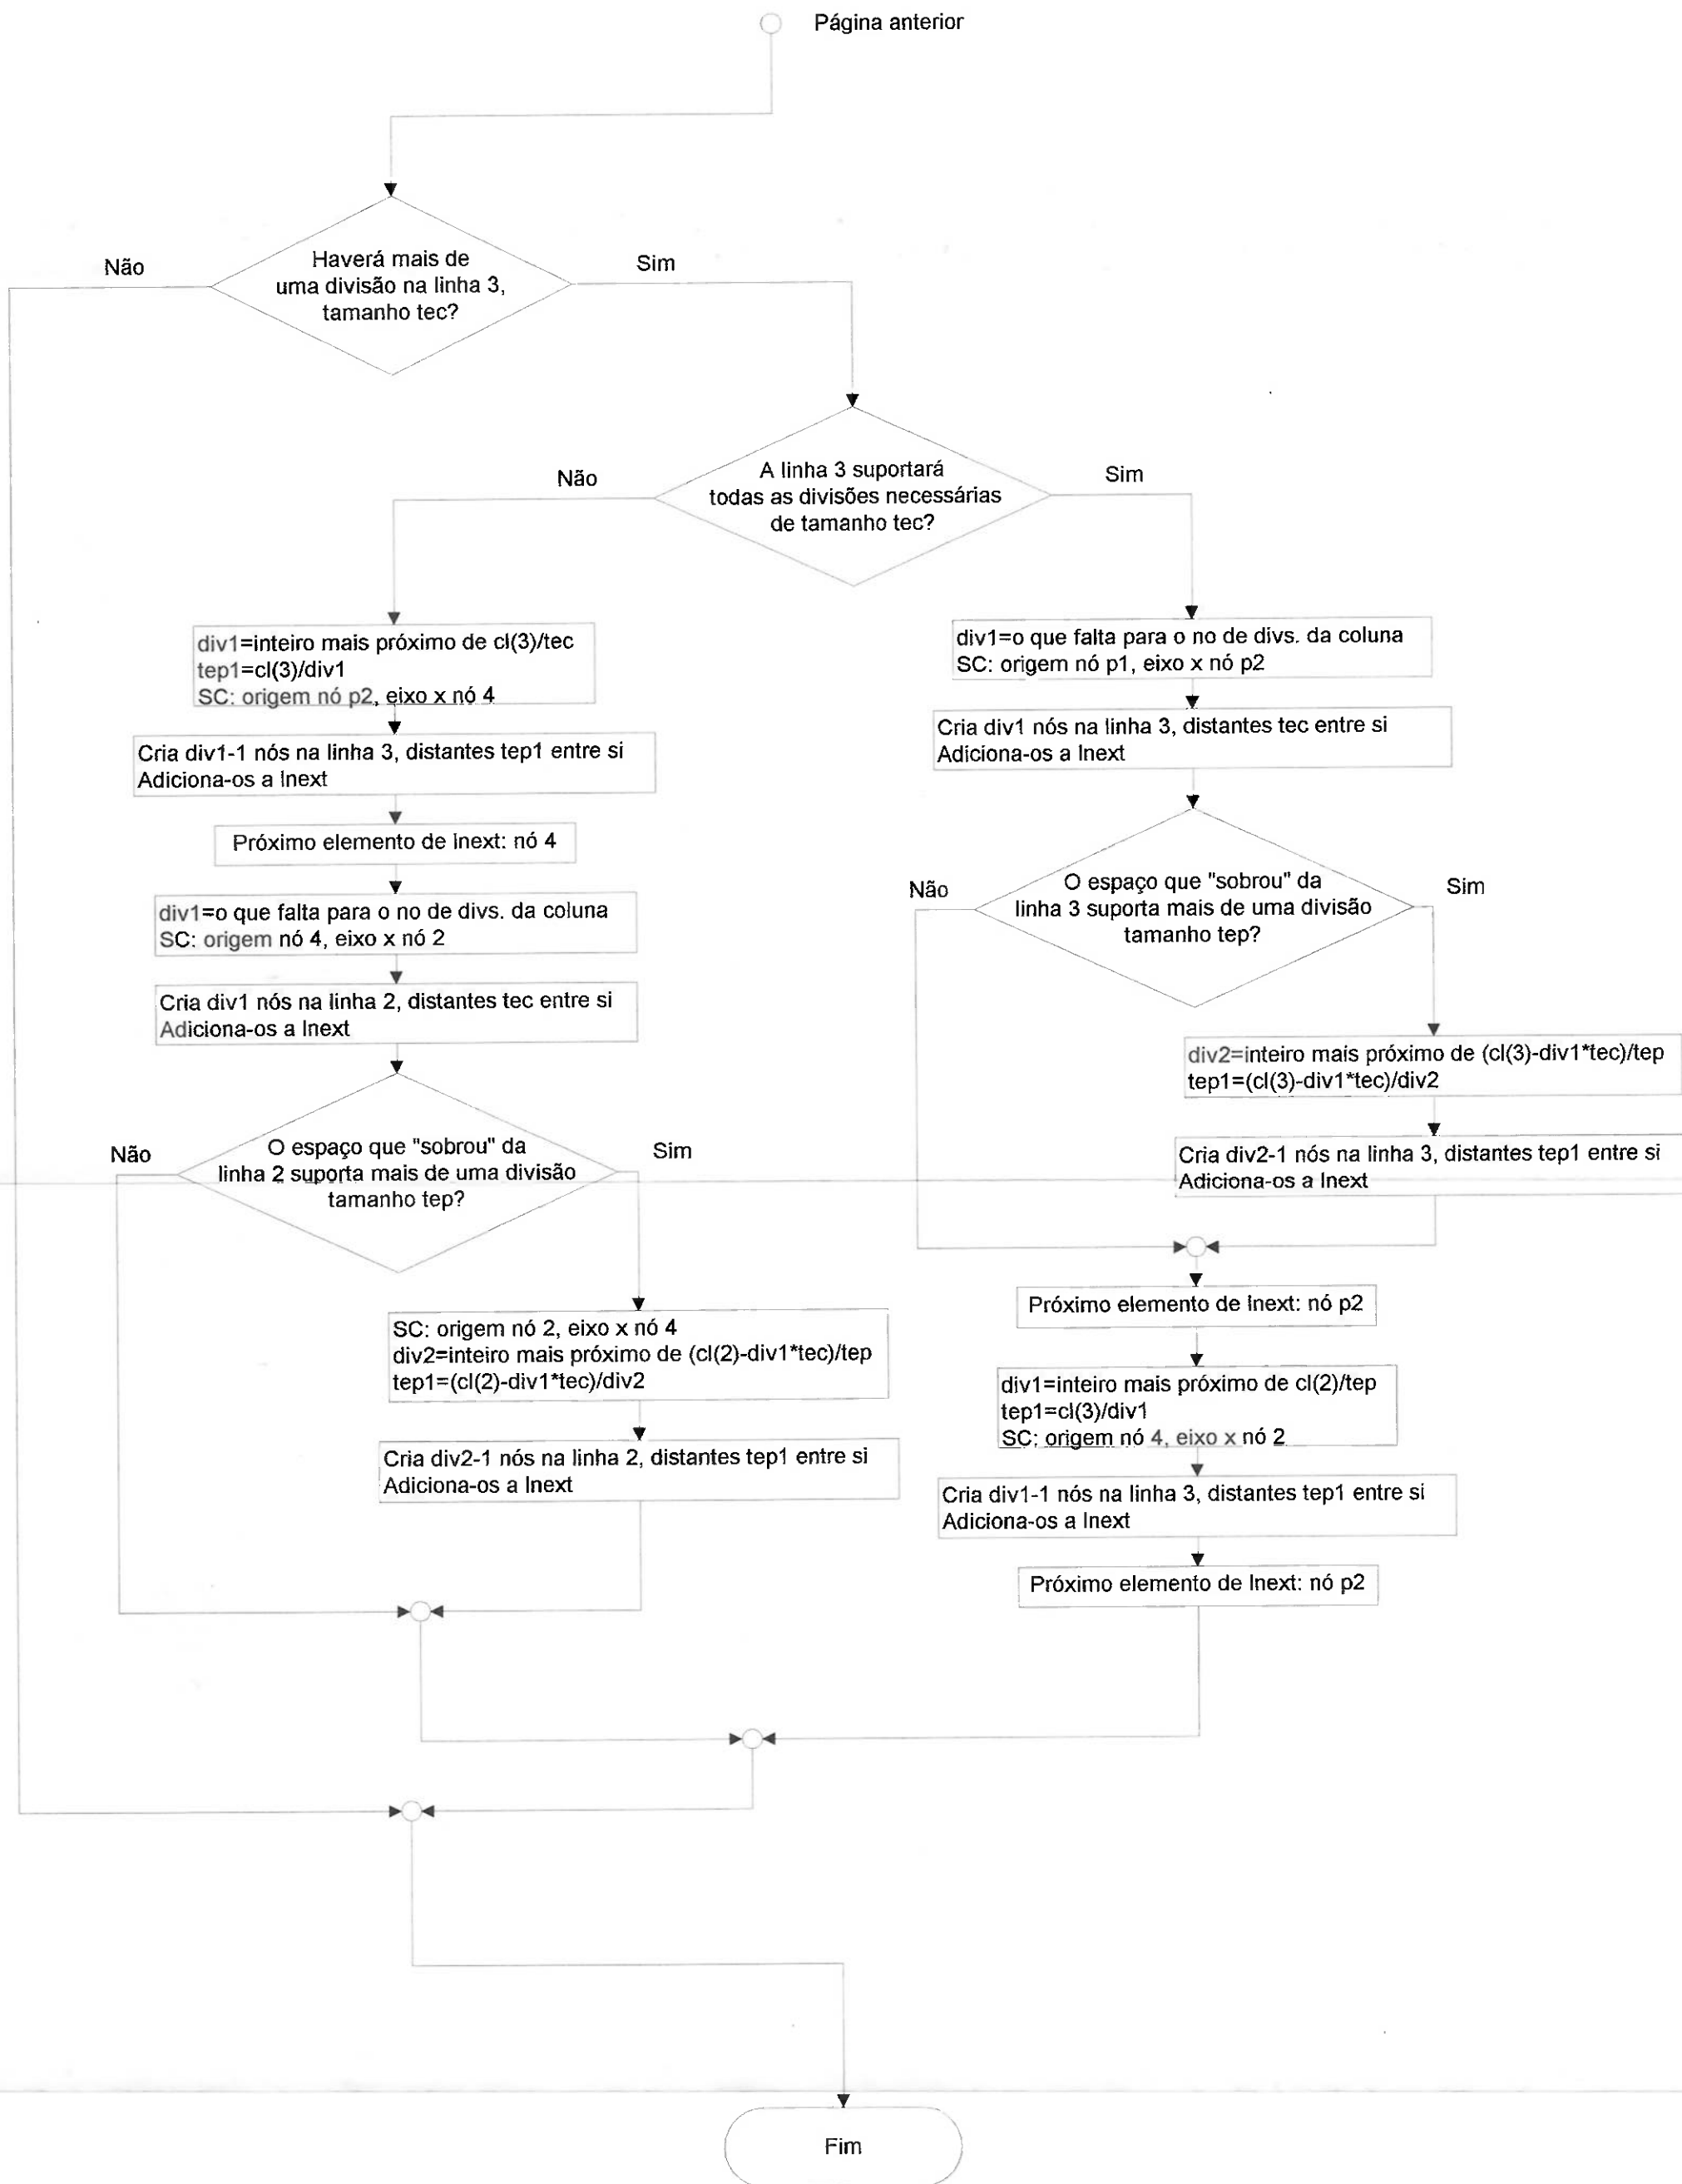 Página anterior
Haverá mais de
uma divisão na linha 3,
tamanho tec?
Não
Sim
A linha 3 suportará
todas as divisões necessárias
de tamanho tec?
Não
Sim
div1=inteiro mais próximo de cl(3)/tec
tep1=cl(3)/div1
SC: origem nó p2, eixo x nó 4
Cria div1-1 nós na linha 3, distantes tep1 entre si
Adiciona-os a lnext
Próximo elemento de lnext: nó 4
div1=o que falta para o no de divs. da coluna
SC: origem nó 4, eixo x nó 2
Cria div1 nós na linha 2, distantes tec entre si
Adiciona-os a lnext
Não
O espaço que "sobrou" da
linha 2 suporta mais de uma divisão
tamanho tep?
Sim
SC: origem nó 2, eixo x nó 4
div2=inteiro mais próximo de (cl(2)-div1*tec)/tep
tep1=(cl(2)-div1*tec)/div2
Cria div2-1 nós na linha 2, distantes tep1 entre si
Adiciona-os a lnext
div1=o que falta para o no de divs. da coluna
SC: origem nó p1, eixo x nó p2
Cria div1 nós na linha 3, distantes tec entre si
Adiciona-os a lnext
Não
O espaço que "sobrou" da
linha 3 suporta mais de uma divisão
tamanho tep?
Sim
div2=inteiro mais próximo de (cl(3)-div1*tec)/tep
tep1=(cl(3)-div1*tec)/div2
Cria div2-1 nós na linha 3, distantes tep1 entre si
Adiciona-os a lnext
Próximo elemento de lnext: nó p2
div1=inteiro mais próximo de cl(2)/tep
tep1=cl(3)/div1
SC: origem nó 4, eixo x nó 2
Cria div1-1 nós na linha 3, distantes tep1 entre si
Adiciona-os a lnext
Próximo elemento de lnext: nó p2
Fim